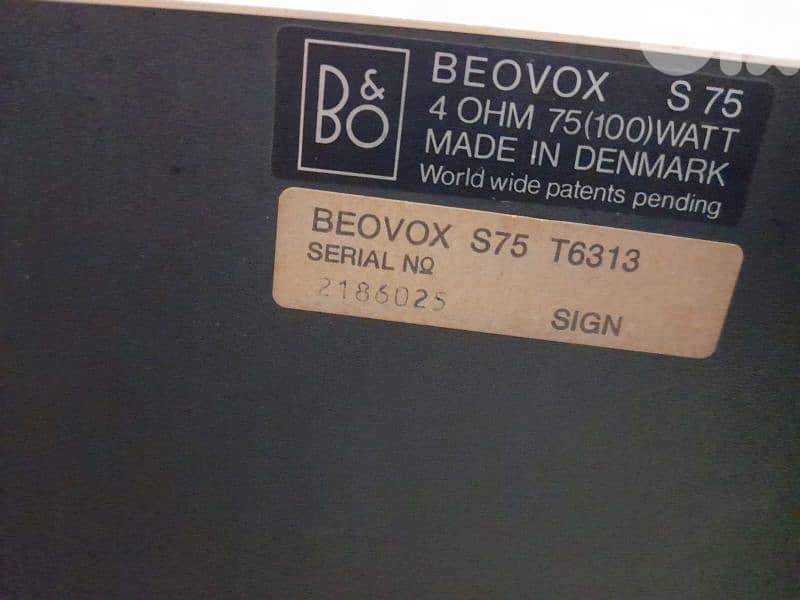 B&O
BEOVOX S 75
4 OHM 75(100)WATT
MADE IN DENMARK
World wide patents pending
BEOVOX S75 T6313
SERIAL NO
2186025
SIGN